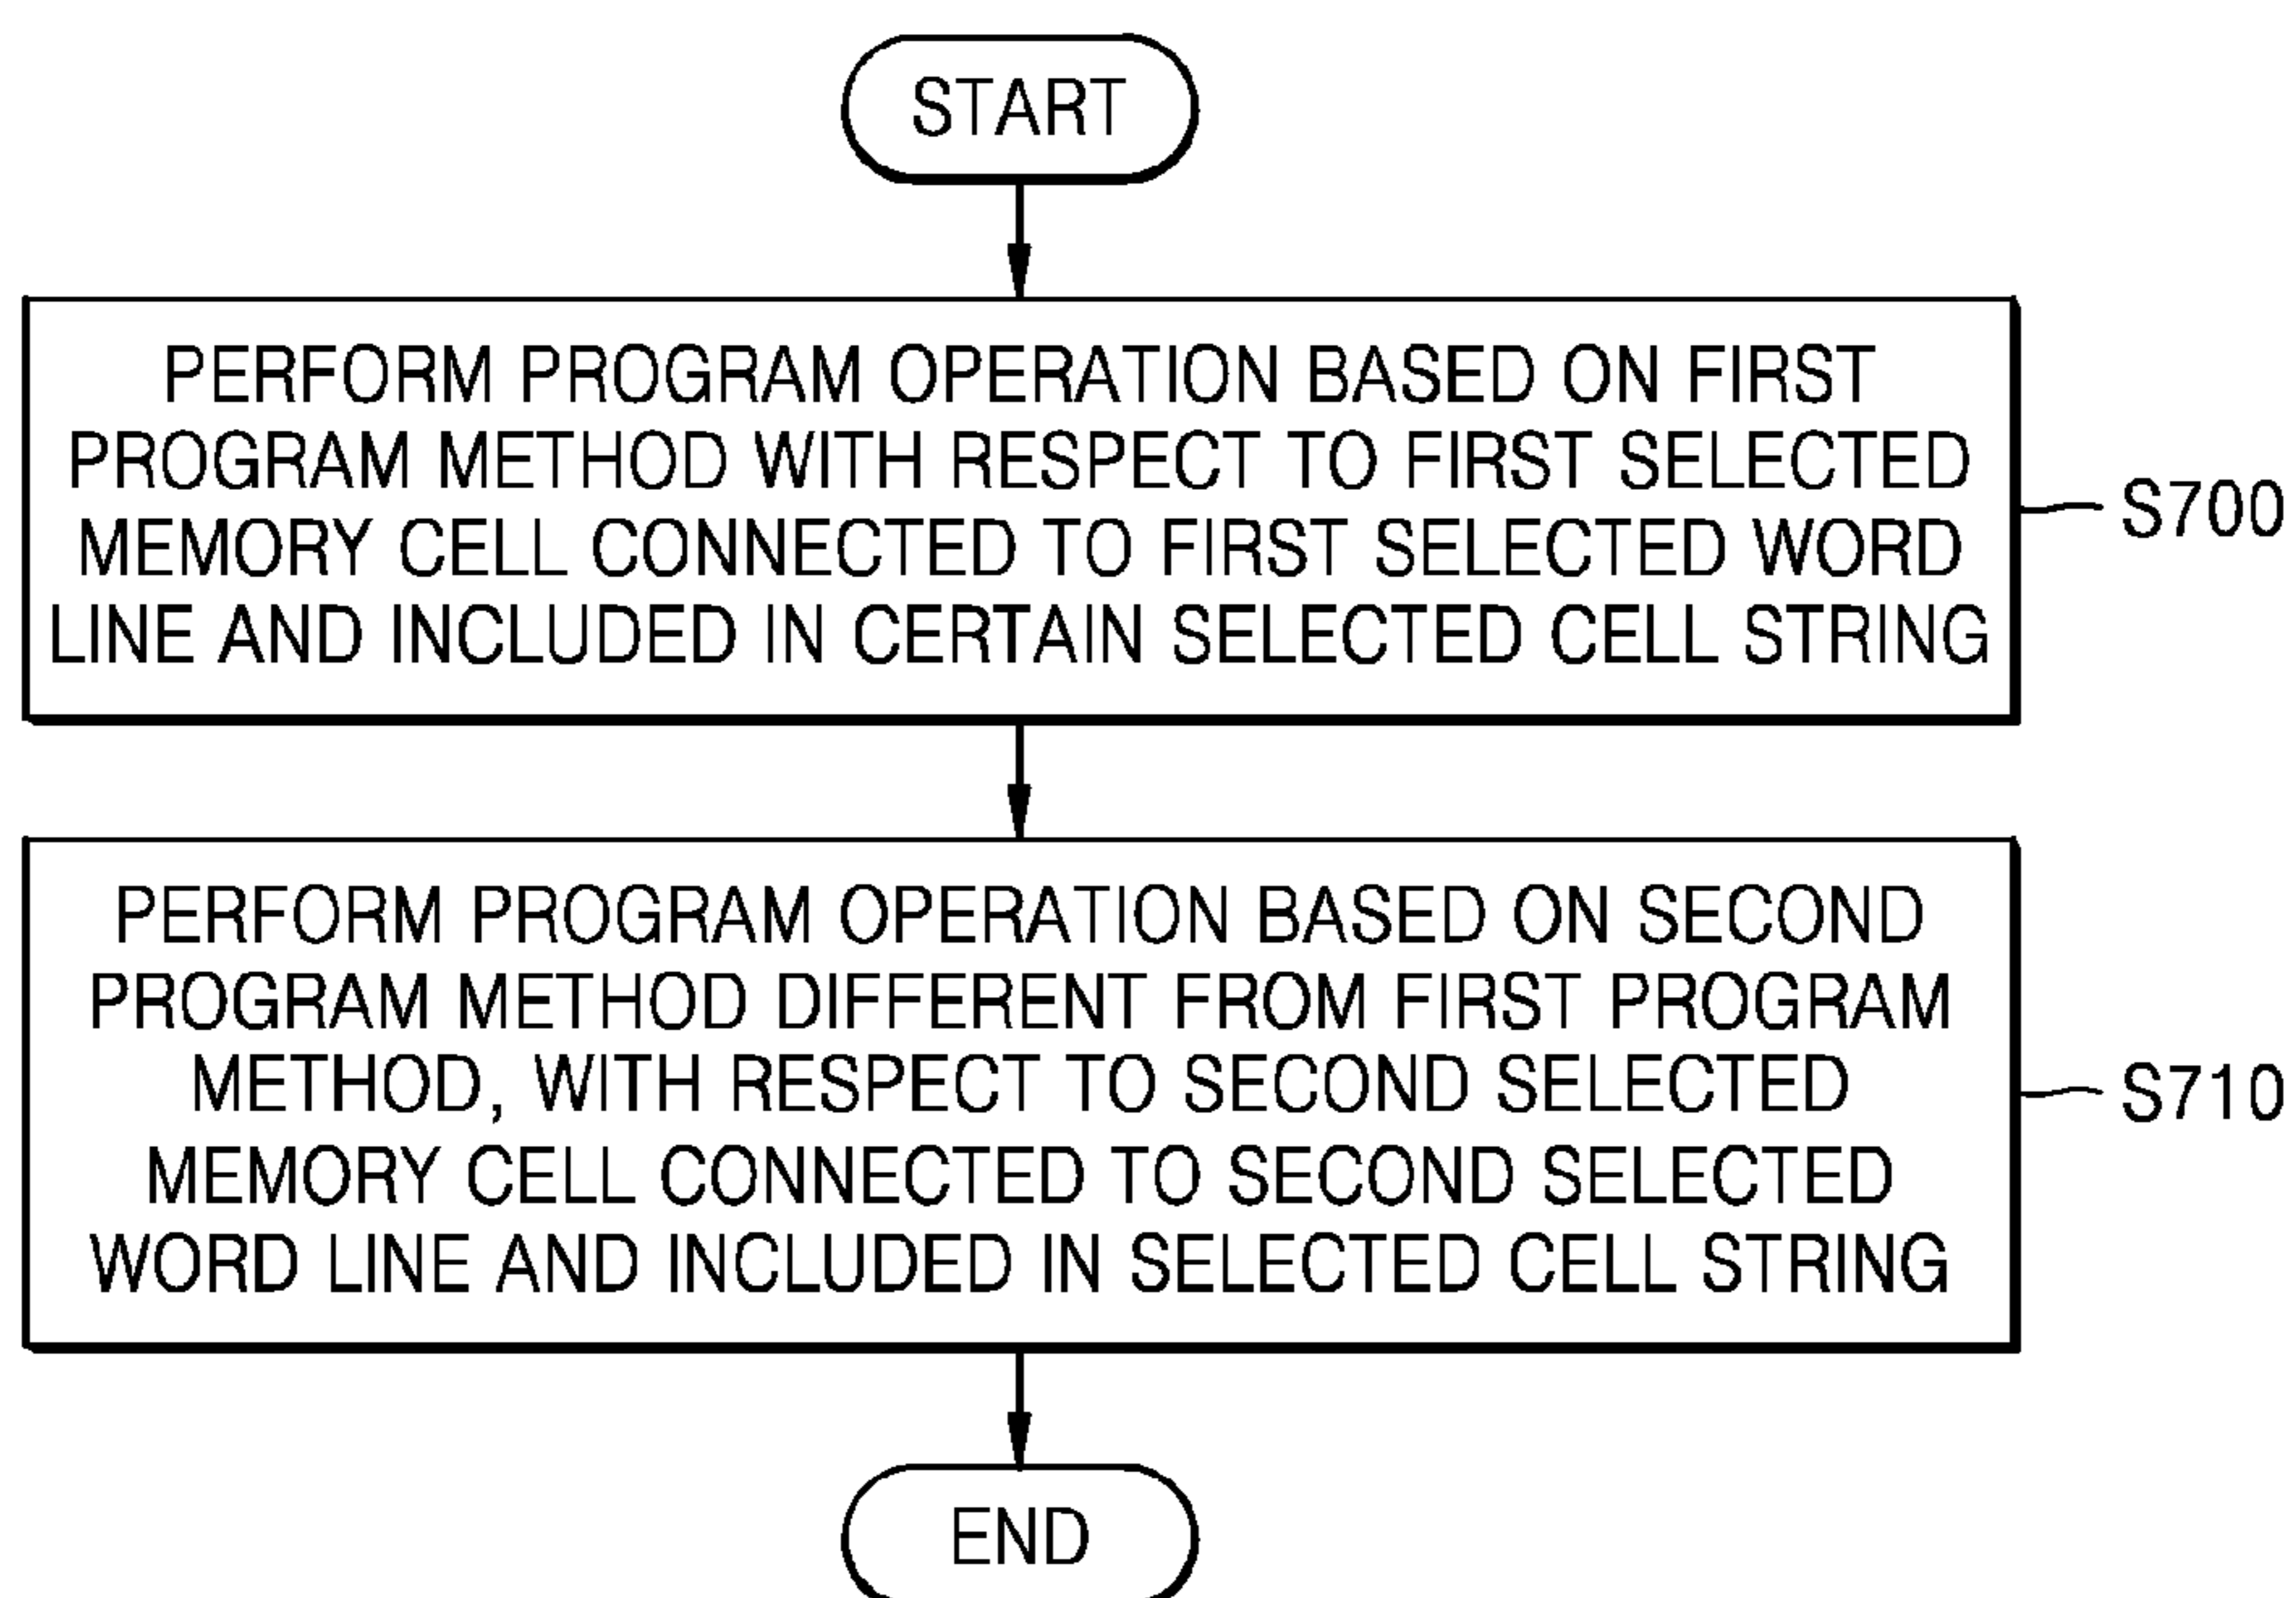 START
PERFORM PROGRAM OPERATION BASED ON FIRST
PROGRAM METHOD WITH RESPECT TO FIRST SELECTED
MEMORY CELL CONNECTED TO FIRST SELECTED WORD
LINE AND INCLUDED IN CERTAIN SELECTED CELL STRING
S700
PERFORM PROGRAM OPERATION BASED ON SECOND
PROGRAM METHOD DIFFERENT FROM FIRST PROGRAM
METHOD, WITH RESPECT TO SECOND SELECTED
MEMORY CELL CONNECTED TO SECOND SELECTED
WORD LINE AND INCLUDED IN SELECTED CELL STRING
S710
END